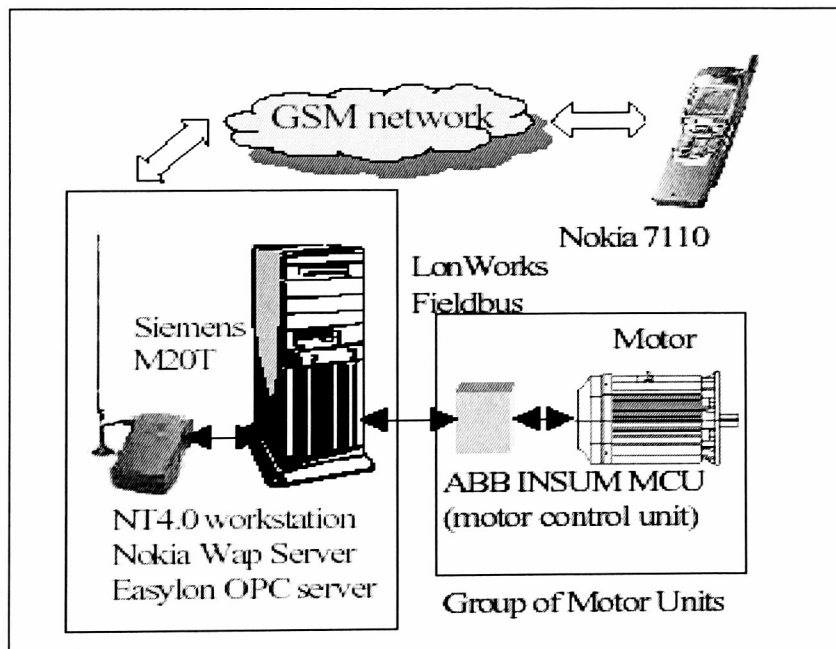 GSM network
Nokia 7110
LonWorks
Fieldbus
Siemens
M20T
Motor
ABB INSUM MCU
(motor control unit)
NT4.0 workstation
Nokia Wap Server
Easylon OPC server
Group of Motor Units